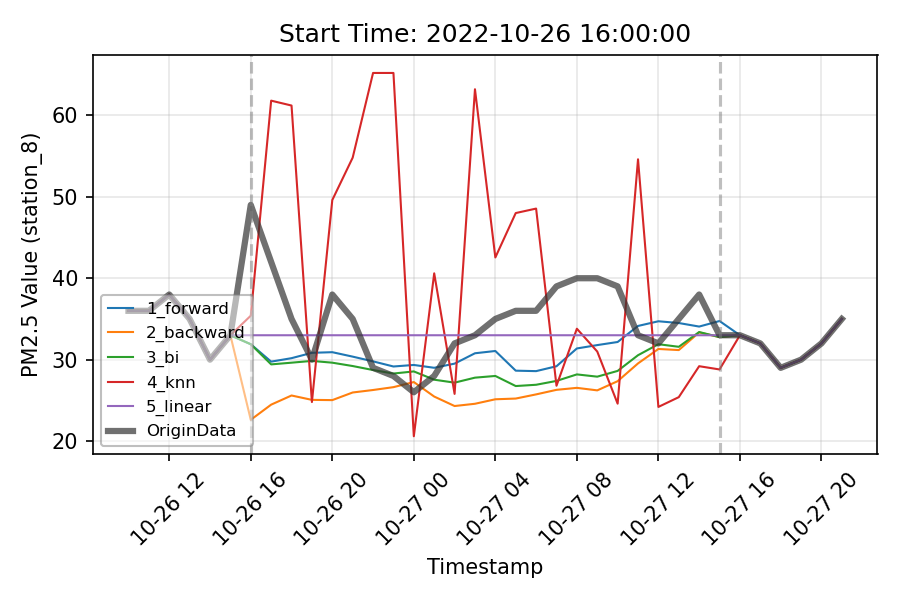 Start Time: 2022-10-26 16:00:00
PM2.5 Value (station_8)
60
50
40
30
20
1_forward
2_backward
3_bi
4_knn
5_linear
OriginData
10-26 12
10-26 16
10-26 20
10-27 00
10-27 04
10-27 08
10-27 12
10-27 16
10-27 20
Timestamp